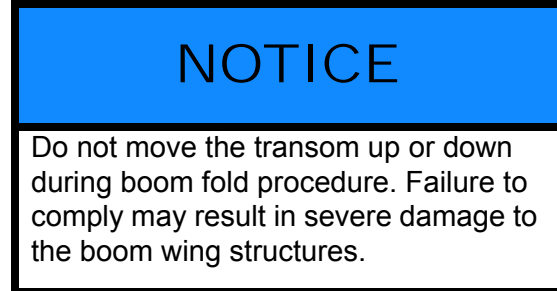 NOTICE
Do not move the transom up or down
during boom fold procedure. Failure to
comply may result in severe damage to
the boom wing structures.